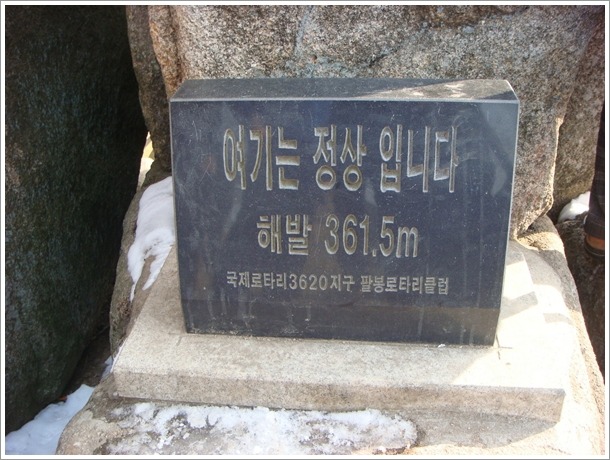 여기는 정상 입니다
해발 361.5m
국제로타리3620지구 팔봉로타리클럽